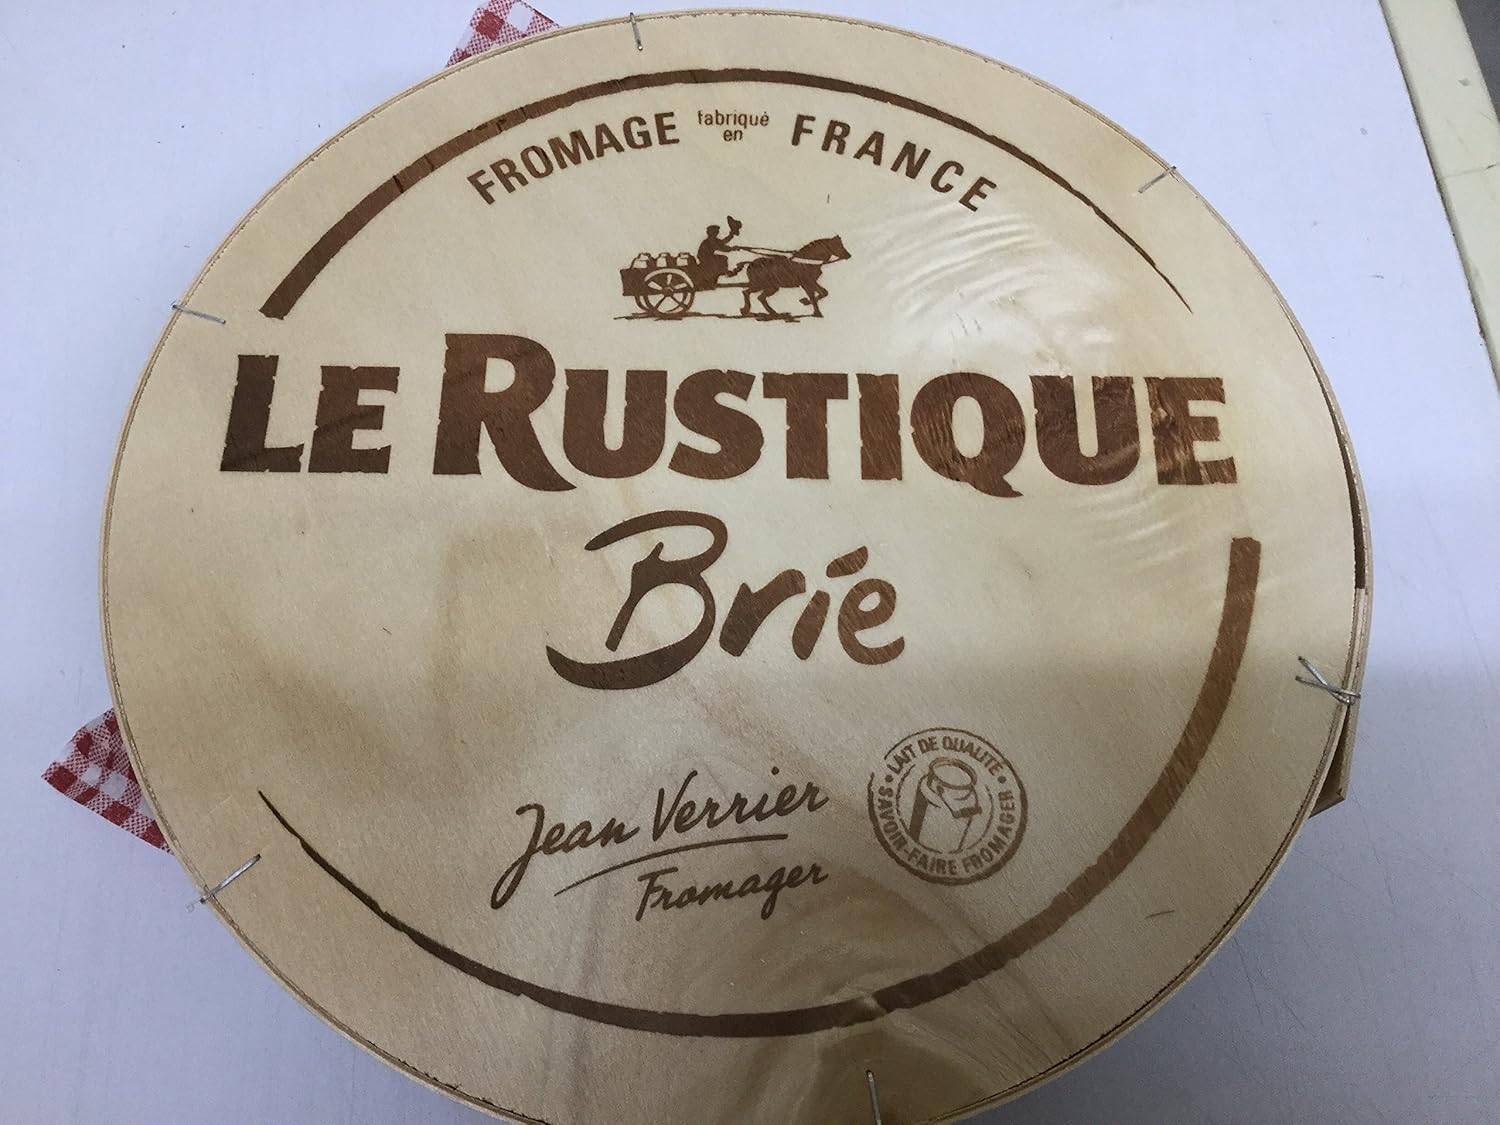 FROMAGE fabriqué en FRANCE
LE RUSTIQUE
Brie
Jean Verrier
Fromager
LAIT DE QUALITÉ • SAVOIR-FAIRE FROMAGER •